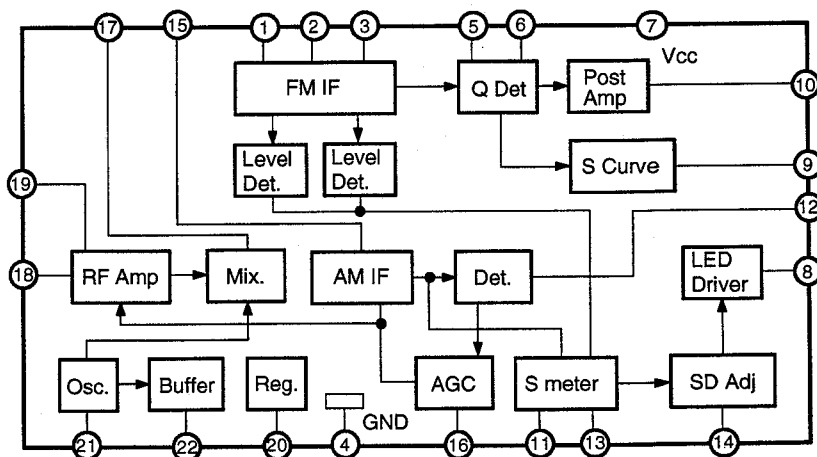 17 15 1 2 3 5 6 7
Vcc
FM IF
Q Det
Post
Amp
10
Level
Det.
Level
Det.
S Curve
9
19
12
18
RF Amp
Mix.
AM IF
Det.
LED
Driver
8
Osc.
Buffer
Reg.
GND
AGC
S meter
SD Adj
21 22 20 4 16 11 13 14